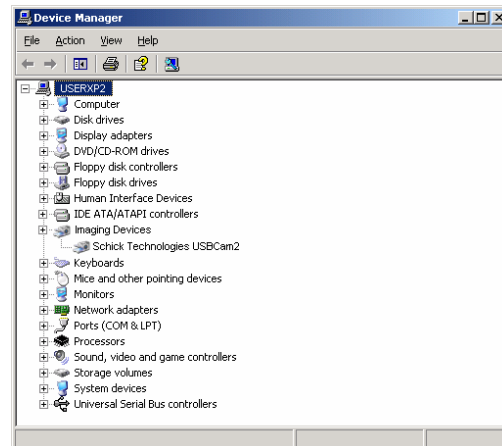 Device Manager
File Action View Help
USERXP2
Computer
Disk drives
Display adapters
DVD/CD-ROM drives
Floppy disk controllers
Floppy disk drives
Human Interface Devices
IDE ATA/ATAPI controllers
Imaging Devices
Schick Technologies USBCam2
Keyboards
Mice and other pointing devices
Monitors
Network adapters
Ports (COM & LPT)
Processors
Sound, video and game controllers
Storage volumes
System devices
Universal Serial Bus controllers